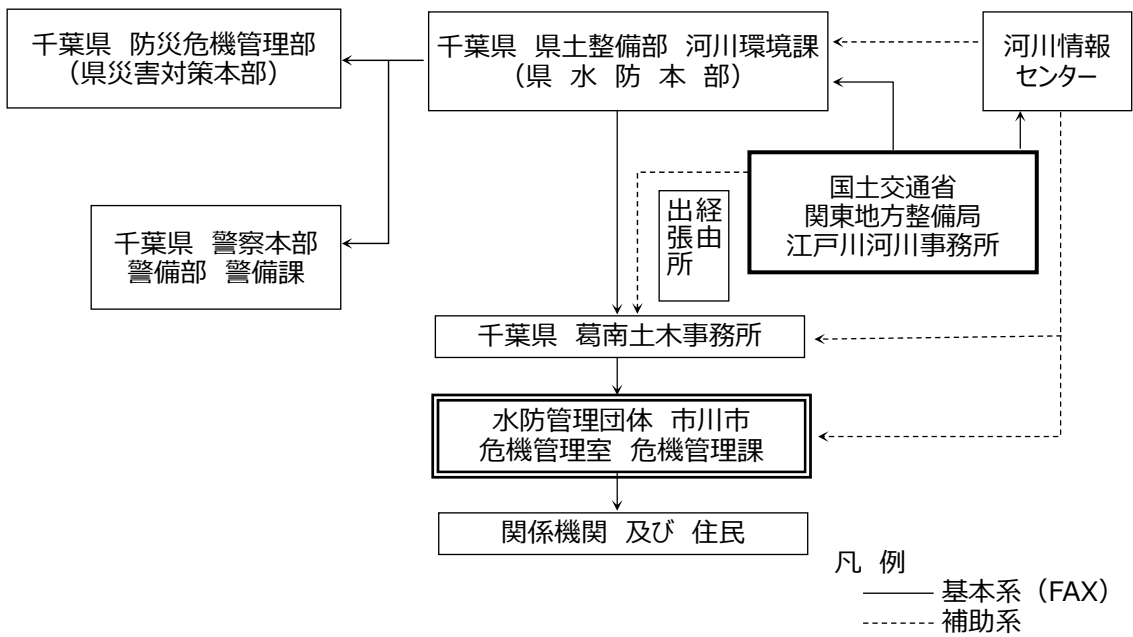 千葉県 防災危機管理部
（県災害対策本部）
千葉県 県土整備部 河川環境課
（県 水 防 本 部）
河川情報
センター
国土交通省
関東地方整備局
江戸川河川事務所
経由
出張所
千葉県 警察本部
警備部 警備課
千葉県 葛南土木事務所
水防管理団体 市川市
危機管理室 危機管理課
関係機関 及び 住民
凡 例
基本系（FAX）
補助系